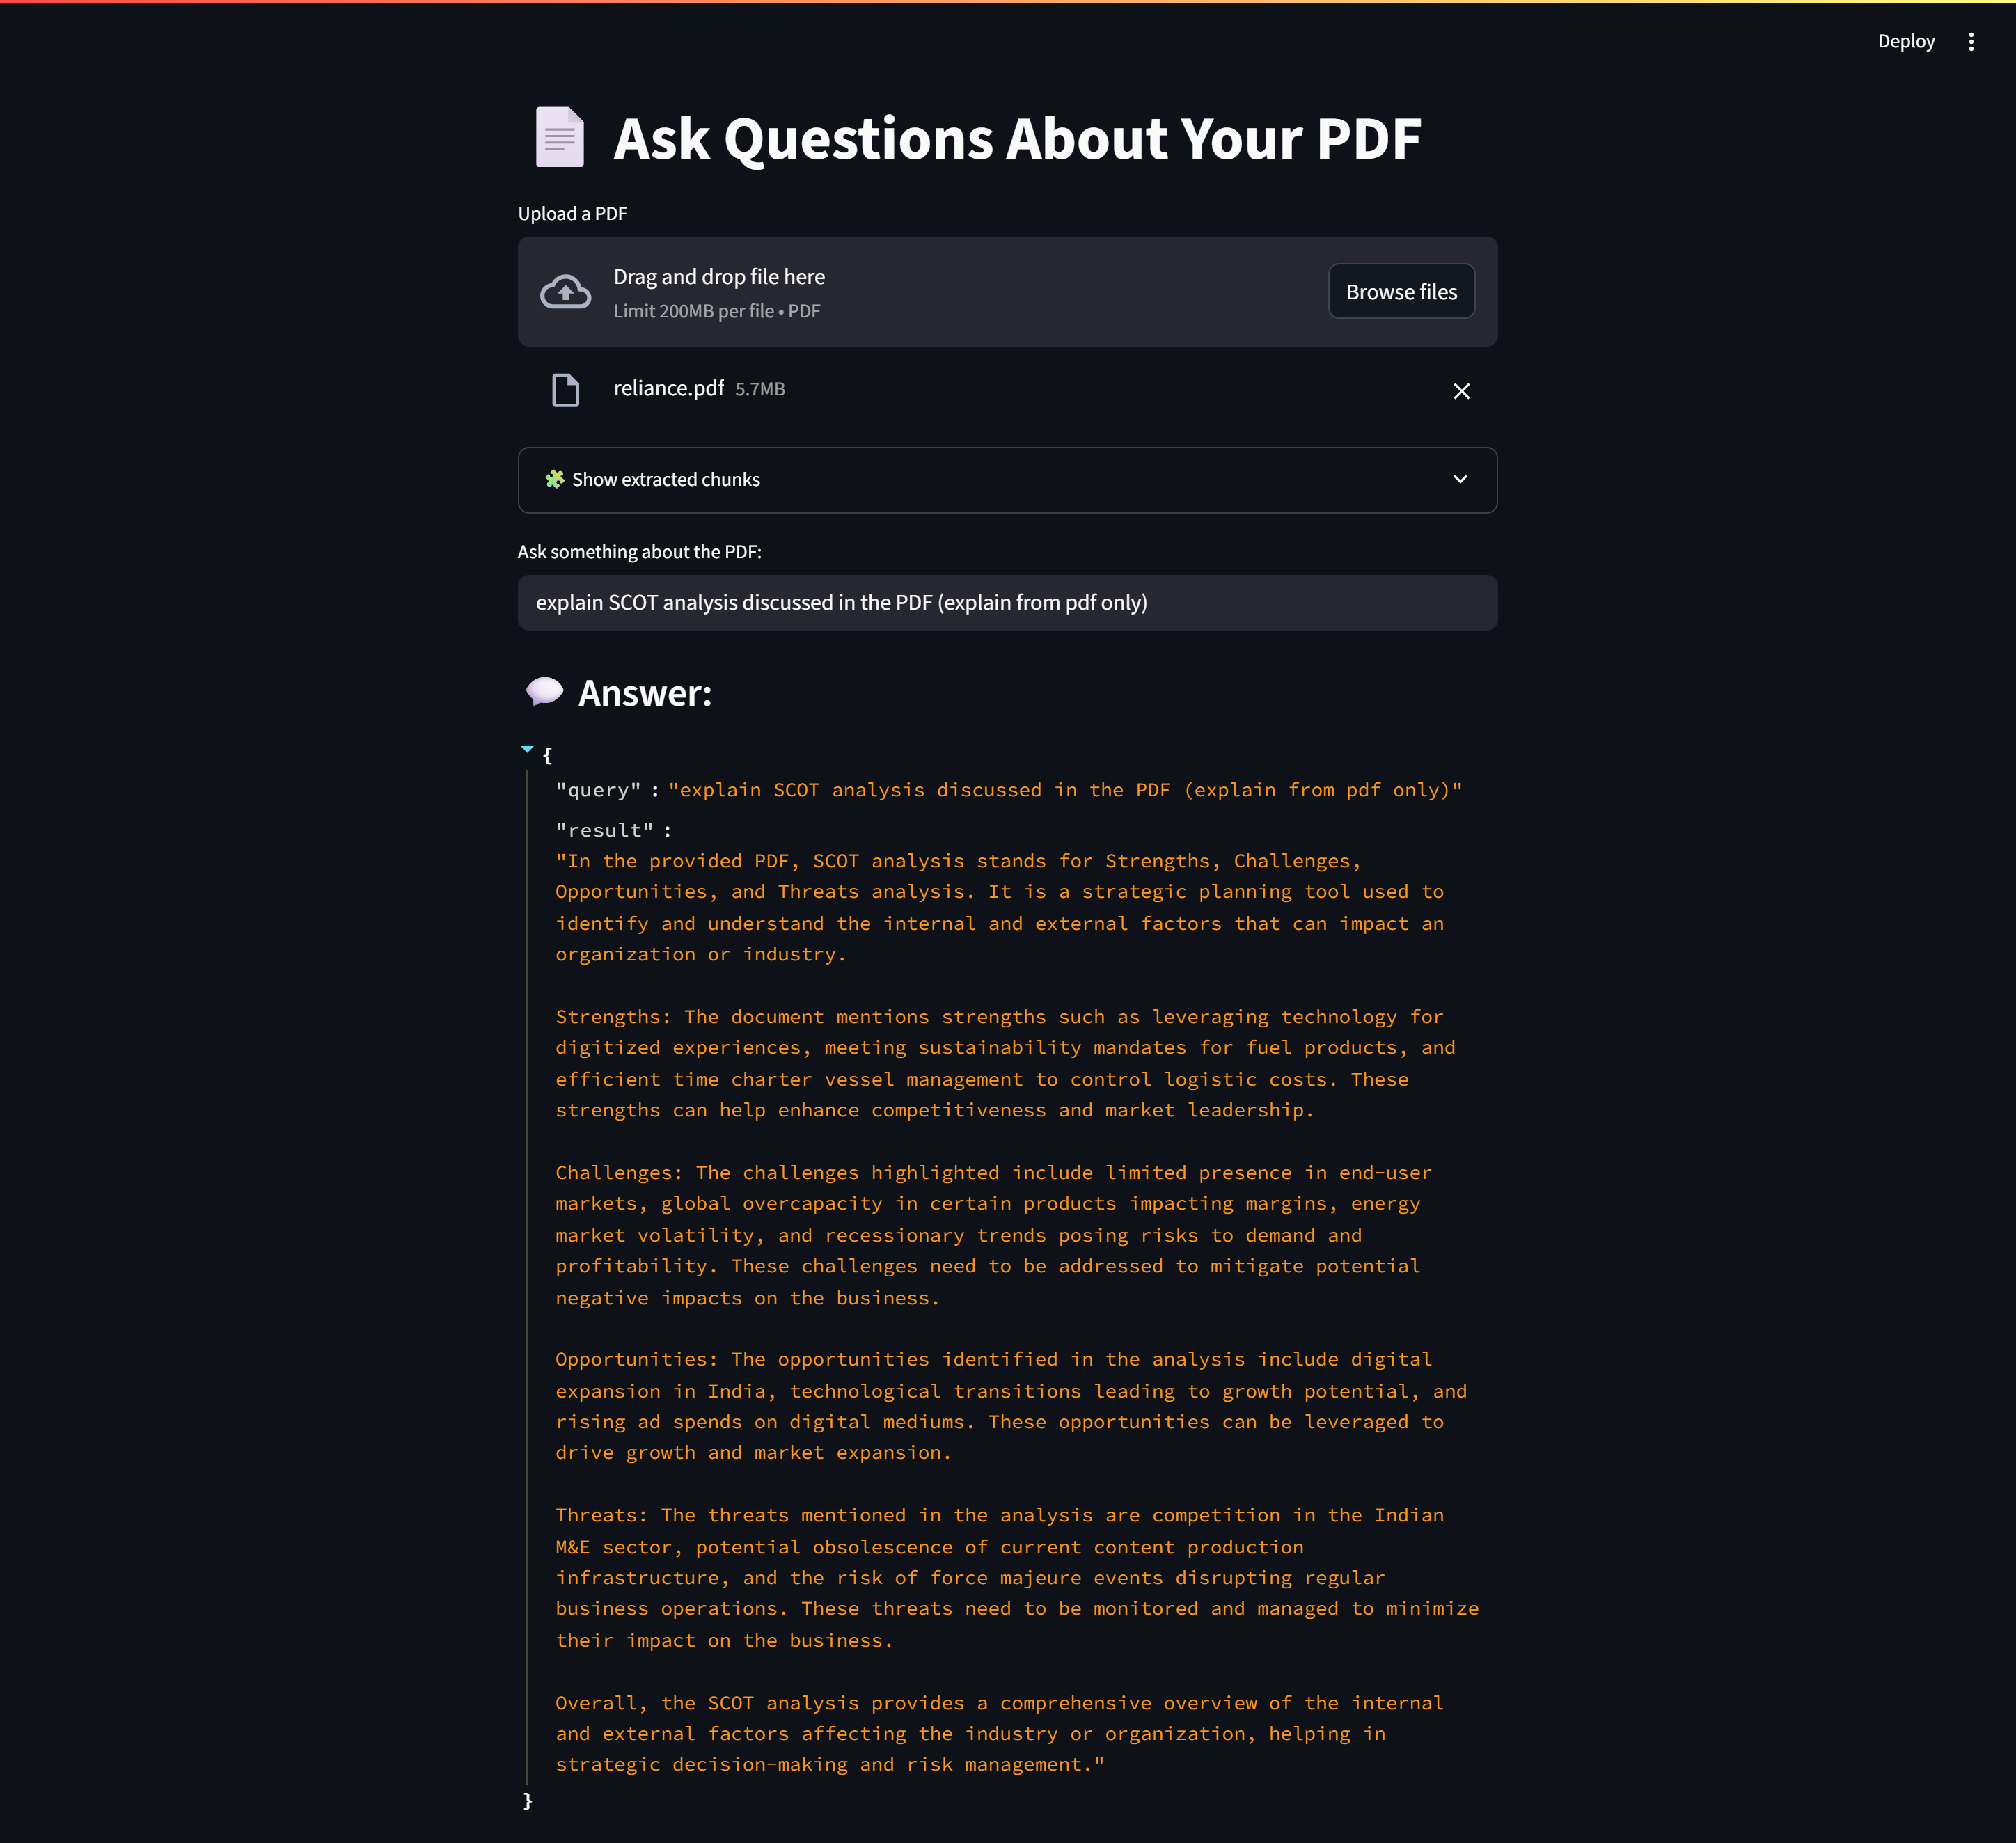 Deploy
Ask Questions About Your PDF
Upload a PDF
Drag and drop file here
Limit 200MB per file • PDF
Browse files
reliance.pdf 5.7MB
Show extracted chunks
Ask something about the PDF:
explain SCOT analysis discussed in the PDF (explain from pdf only)
Answer:
{
"query" : "explain SCOT analysis discussed in the PDF (explain from pdf only)"
"result" :
"In the provided PDF, SCOT analysis stands for Strengths, Challenges,
Opportunities, and Threats analysis. It is a strategic planning tool used to
identify and understand the internal and external factors that can impact an
organization or industry.
Strengths: The document mentions strengths such as leveraging technology for
digitized experiences, meeting sustainability mandates for fuel products, and
efficient time charter vessel management to control logistic costs. These
strengths can help enhance competitiveness and market leadership.
Challenges: The challenges highlighted include limited presence in end-user
markets, global overcapacity in certain products impacting margins, energy
market volatility, and recessionary trends posing risks to demand and
profitability. These challenges need to be addressed to mitigate potential
negative impacts on the business.
Opportunities: The opportunities identified in the analysis include digital
expansion in India, technological transitions leading to growth potential, and
rising ad spends on digital mediums. These opportunities can be leveraged to
drive growth and market expansion.
Threats: The threats mentioned in the analysis are competition in the Indian
M&E sector, potential obsolescence of current content production
infrastructure, and the risk of force majeure events disrupting regular
business operations. These threats need to be monitored and managed to minimize
their impact on the business.
Overall, the SCOT analysis provides a comprehensive overview of the internal
and external factors affecting the industry or organization, helping in
strategic decision-making and risk management."
}